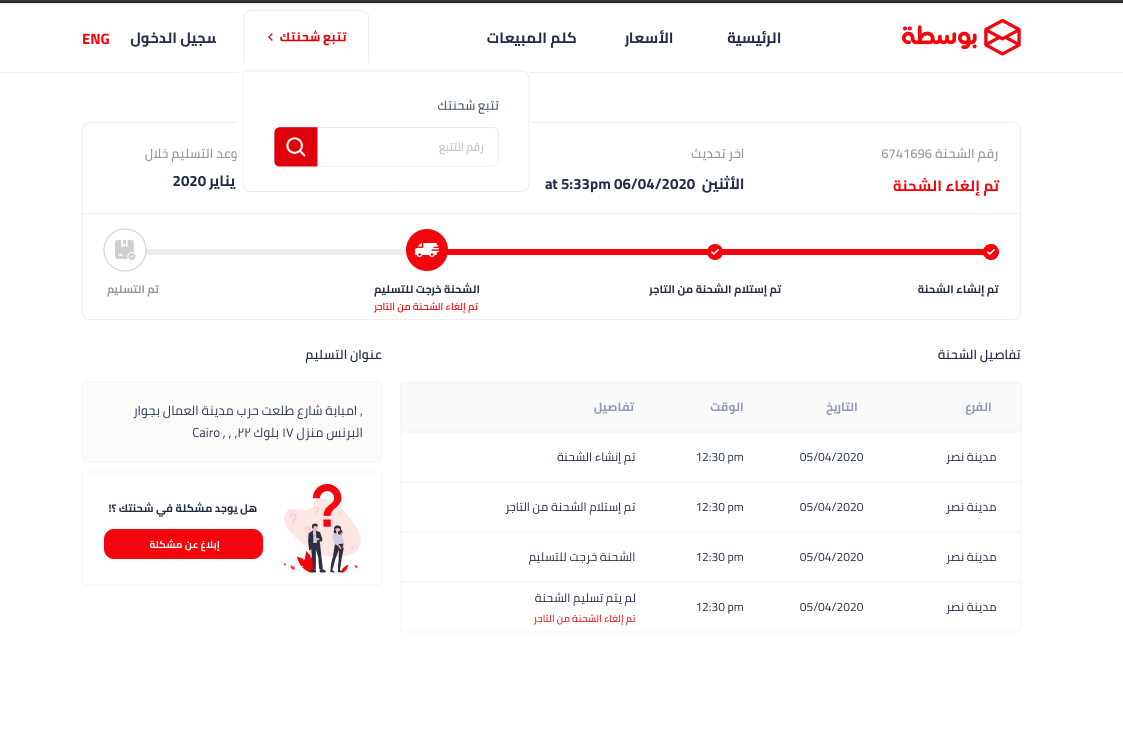 بوسطة
الرئيسية
الأسعار
كلم المبيعات
تتبع شحنتك
سجيل الدخول
ENG
تتبع شحنتك
رقم التتبع
رقم الشحنة 6741696
تم إلغاء الشحنة
اخر تحديث
الأثنين 06/04/2020 at 5:33pm
وعد التسليم خلال
يناير 2020
تم إنشاء الشحنة
تم إستلام الشحنة من التاجر
الشحنة خرجت للتسليم
تم إلغاء الشحنة من التاجر
تم التسليم
تفاصيل الشحنة
الفرع التاريخ الوقت تفاصيل
مدينة نصر 05/04/2020 12:30 pm تم إنشاء الشحنة
مدينة نصر 05/04/2020 12:30 pm تم إستلام الشحنة من التاجر
مدينة نصر 05/04/2020 12:30 pm الشحنة خرجت للتسليم
مدينة نصر 05/04/2020 12:30 pm لم يتم تسليم الشحنة
تم إلغاء الشحنة من التاجر
عنوان التسليم
, امبابة شارع طلعت حرب مدينة العمال بجوار
البرنس منزل ١٧ بلوك ٢٢, , , Cairo
هل يوجد مشكلة في شحنتك ؟!
إبلاغ عن مشكلة